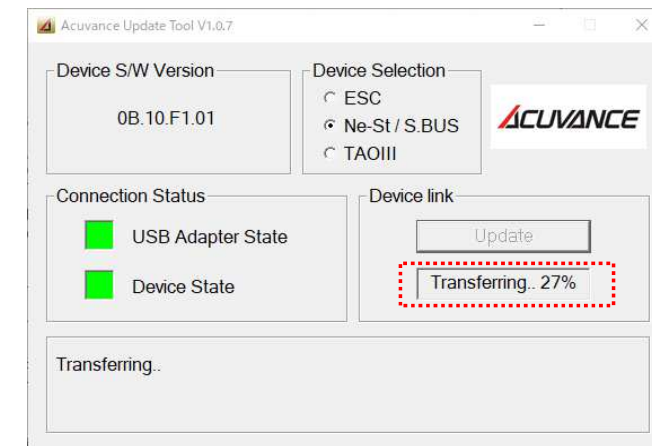 Acuvance Update Tool V1.0.7
Device S/W Version
0B.10.F1.01
Device Selection
ESC
Ne-St / S.BUS
TAOIII
ACUVANCE
Connection Status
USB Adapter State
Device State
Device link
Update
Transferring.. 27%
Transferring..